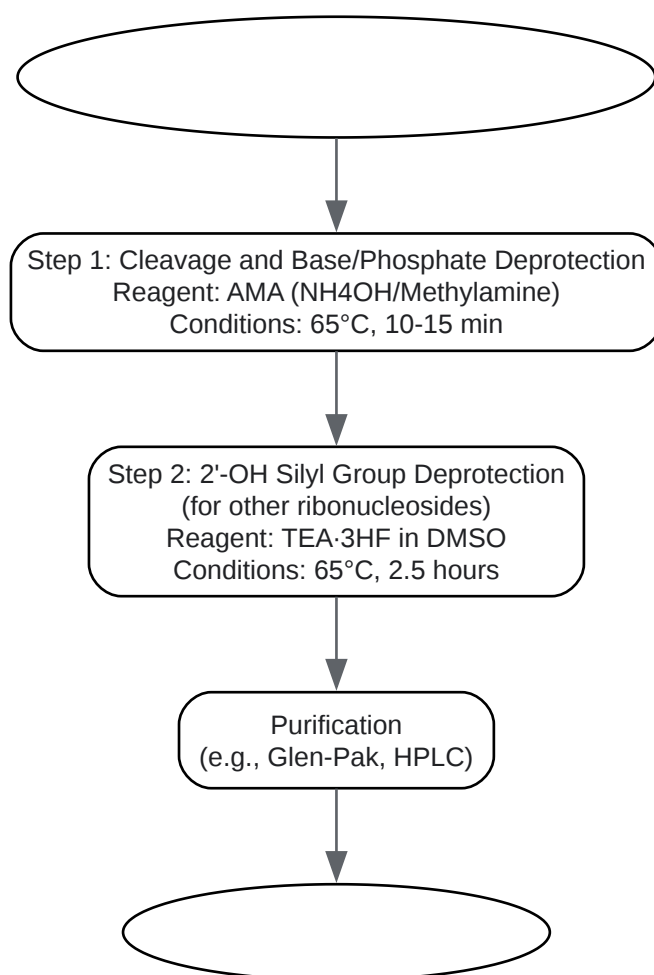 Step 1: Cleavage and Base/Phosphate Deprotection
Reagent: AMA (NH4OH/Methylamine)
Conditions: 65°C, 10-15 min
Step 2: 2'-OH Silyl Group Deprotection
(for other ribonucleosides)
Reagent: TEA·3HF in DMSO
Conditions: 65°C, 2.5 hours
Purification
(e.g., Glen-Pak, HPLC)